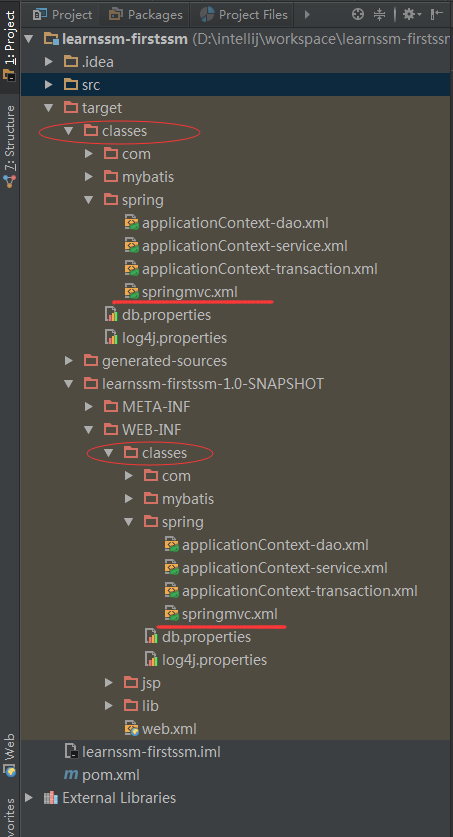 Project Packages Project Files
learnssm-firstssm (D:\intellij\workspace\learnssm-firstssm
.idea
src
target
classes
com
mybatis
spring
applicationContext-dao.xml
applicationContext-service.xml
applicationContext-transaction.xml
springmvc.xml
db.properties
log4j.properties
generated-sources
learnssm-firstssm-1.0-SNAPSHOT
META-INF
WEB-INF
classes
com
mybatis
spring
applicationContext-dao.xml
applicationContext-service.xml
applicationContext-transaction.xml
springmvc.xml
db.properties
log4j.properties
jsp
lib
web.xml
learnssm-firstssm.iml
pom.xml
External Libraries
1: Project
7: Structure
Web
vorites